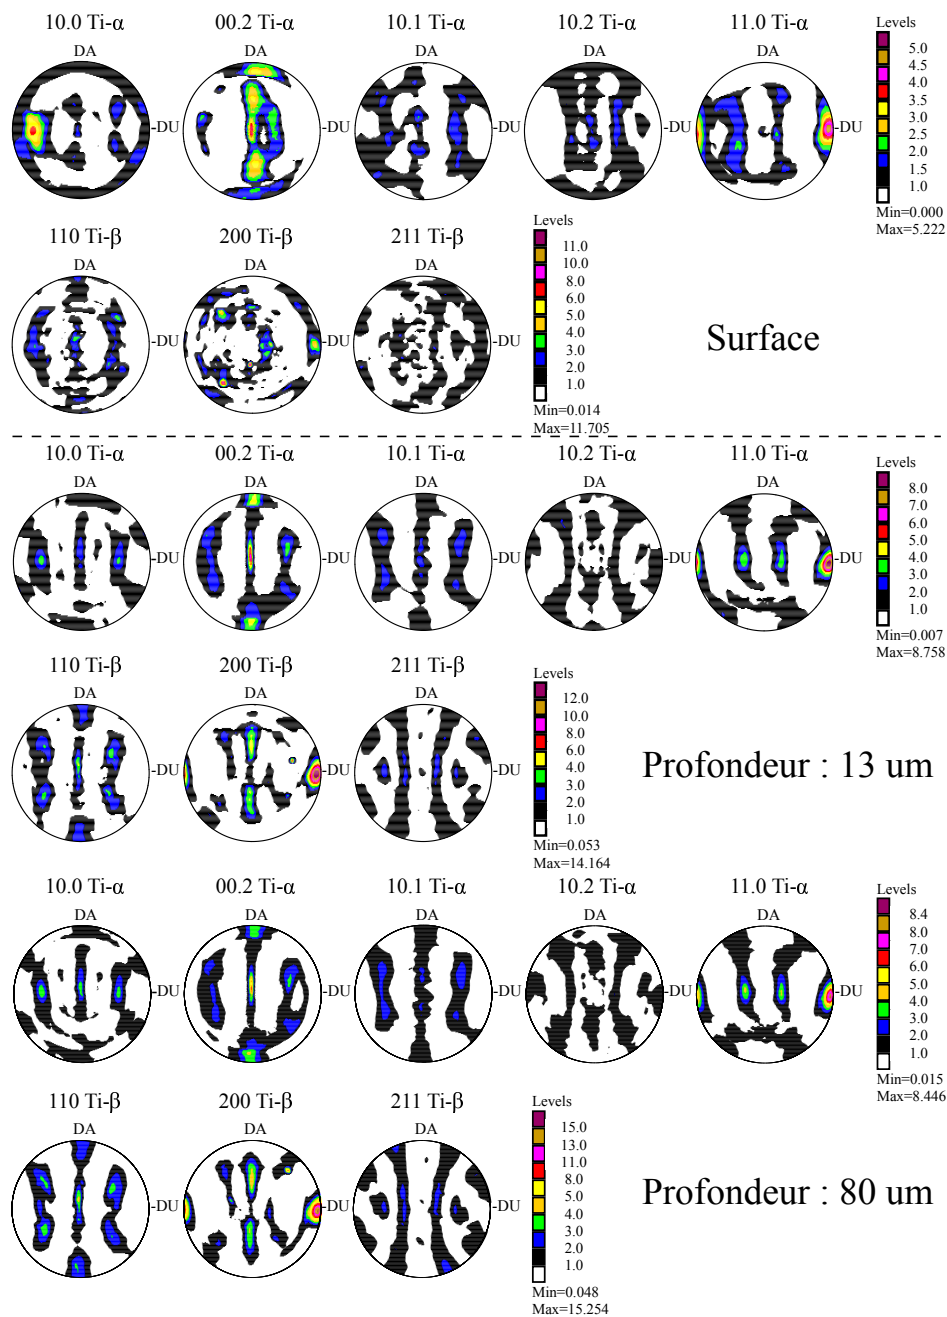 10.0 Ti-α 00.2 Ti-α 10.1 Ti-α 10.2 Ti-α 11.0 Ti-α
DA DA DA DA DA
-DU -DU -DU -DU -DU
Levels
5.0
4.5
4.0
3.5
3.0
2.5
2.0
1.5
1.0
Min=0.000
Max=5.222
110 Ti-β 200 Ti-β 211 Ti-β
DA DA DA
-DU -DU -DU
Levels
11.0
10.0
8.0
6.0
5.0
4.0
3.0
2.0
1.0
Min=0.014
Max=11.705
Surface
10.0 Ti-α 00.2 Ti-α 10.1 Ti-α 10.2 Ti-α 11.0 Ti-α
DA DA DA DA DA
-DU -DU -DU -DU -DU
Levels
8.0
7.0
6.0
5.0
4.0
3.0
2.0
1.0
Min=0.007
Max=8.758
110 Ti-β 200 Ti-β 211 Ti-β
DA DA DA
-DU -DU -DU
Levels
12.0
10.0
8.0
6.0
4.0
3.0
2.0
1.0
Min=0.053
Max=14.164
Profondeur : 13 um
10.0 Ti-α 00.2 Ti-α 10.1 Ti-α 10.2 Ti-α 11.0 Ti-α
DA DA DA DA DA
-DU -DU -DU -DU -DU
Levels
8.4
8.0
7.0
6.0
5.0
4.0
3.0
2.0
1.0
Min=0.015
Max=8.446
110 Ti-β 200 Ti-β 211 Ti-β
DA DA DA
-DU -DU -DU
Levels
15.0
13.0
11.0
8.0
5.0
4.0
3.0
2.0
1.0
Min=0.048
Max=15.254
Profondeur : 80 um